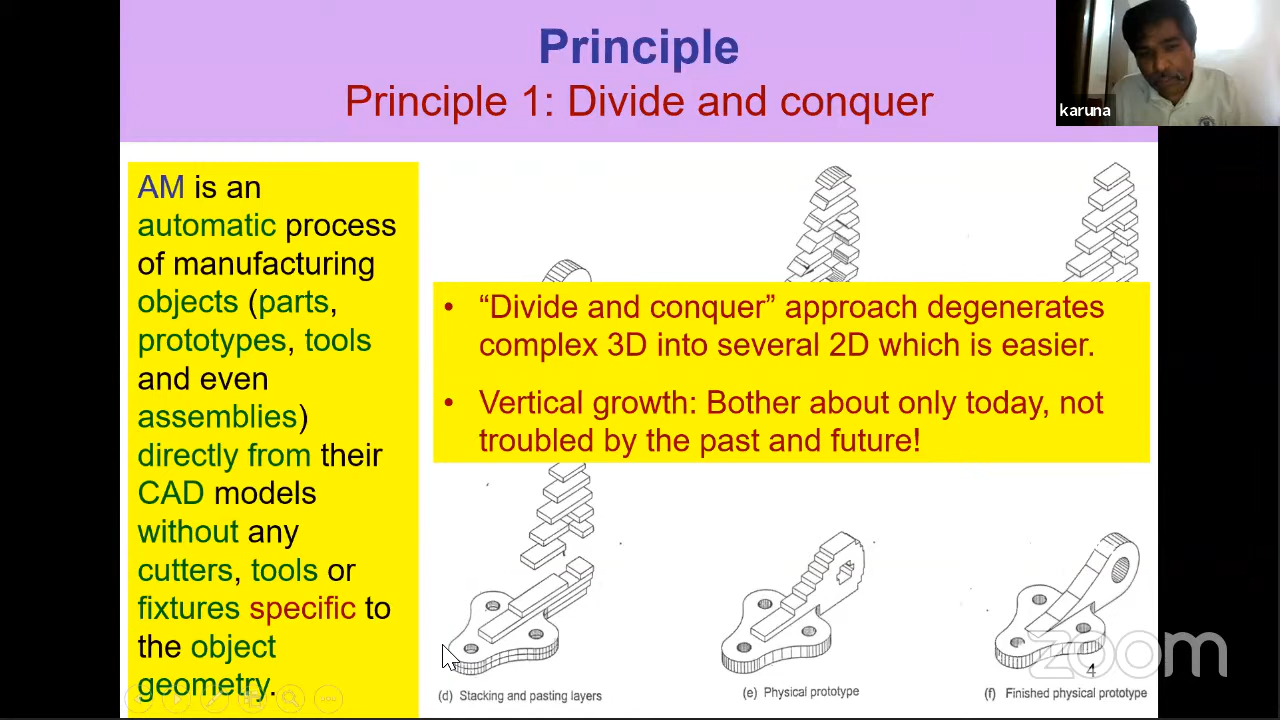 Principle
Principle 1: Divide and conquer
karuna
AM is an
automatic process
of manufacturing
objects (parts,
prototypes, tools
and even
assemblies)
directly from their
CAD models
without any
cutters, tools or
fixtures specific to
the object
geometry.
• “Divide and conquer” approach degenerates
complex 3D into several 2D which is easier.
• Vertical growth: Bother about only today, not
troubled by the past and future!
(d) Stacking and pasting layers
(e) Physical prototype
(f) Finished physical prototype
zoom
4